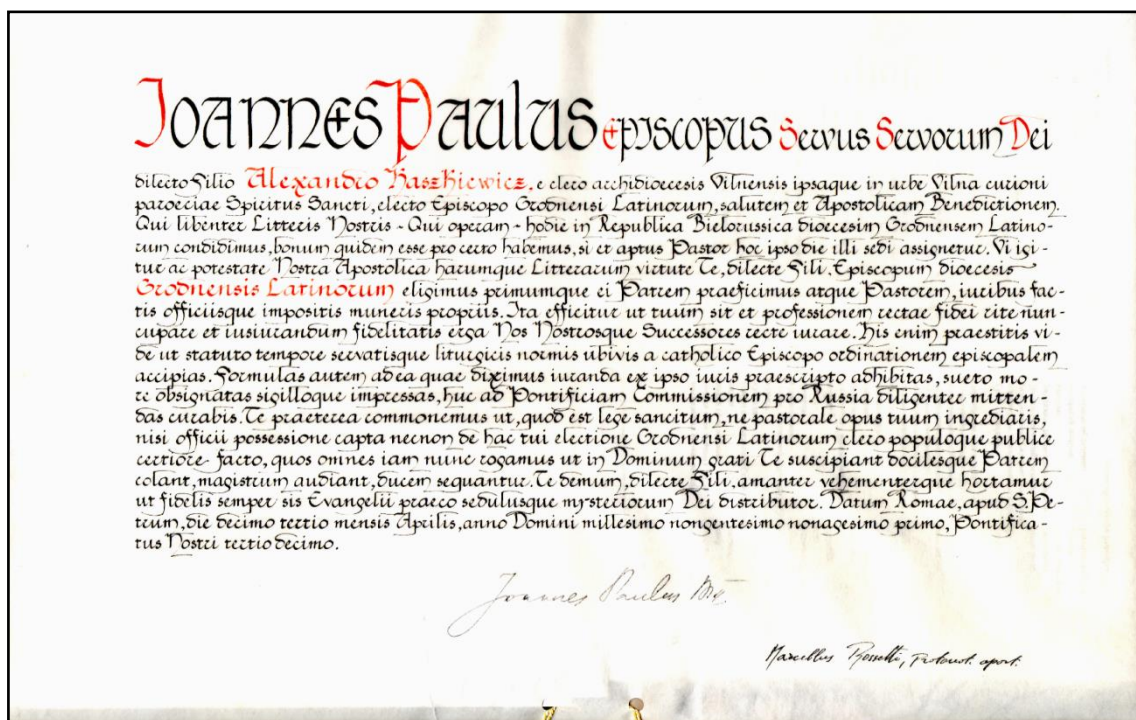 JOANNES PAULUS EPISCOPUS Servus Servorum Dei
dilecto Filio Alexandro Kaszkiewicz, e clero archidioecesis Vilnensis ipsaque in urbe Vilna curioni
paroeciae Spiritus Sancti, electo Episcopo Grodnensi Latinorum, salutem et Apostolicam Benedictionem.
Qui libenter Litteris Nostris - Qui operam - hodie in Republica Bielorussica dioecesim Grodnensem Latino-
rum condidimus, bonum quidem esse pro certo habemus, si et aptus Pastor hoc ipso die illi sedi assignetur. Vi igi-
tur ac potestate Nostra Apostolica harumque Litterarum virtute Te, dilecte Fili, Episcopum dioecesis
Grodnensis Latinorum eligimus primumque ei Patrem praeficimus atque Pastorem, iuribus fac-
tis officiisque impositis muneris propriis. Ita efficitur ut tuum sit et professionem rectae fidei rite nun-
cupare et iusiurandum fidelitatis erga Nos Nostrosque Successores recte iurare. His enim praestitis vi-
de ut statuto tempore servatisque liturgicis normis ubivis a catholico Episcopo ordinationem episcopalem
accipias. Formulas autem ad ea quae diximus iuranda ex ipso iuris praescripto adhibitas, sueto mo-
re obsignatas sigilloque impressas, huc ad Pontificiam Commissionem pro Russia diligenter mitten-
das curabis. Te praeterea commonemus ut, quod est lege sancitum, ne pastorale opus tuum ingrediaris,
nisi officii possessione capta necnon de hac tui electione Grodnensi Latinorum clero populoque publice
certiore facto, quos omnes iam nunc rogamus ut in Dominum grati Te suscipiant docilesque Patrem
colant, magistrum audiant, ducem sequantur. Te demum, dilecte Fili, amanter vehementerque hortamur
ut fidelis semper sis Evangelii praeco sedulusque mysteriorum Dei distributor. Datum Romae, apud S. Pe-
trum, die decimo tertio mensis Aprilis, anno Domini millesimo nongentesimo nonagesimo primo, Pontifica-
tus Nostri tertio decimo.
Joannes Paulus
Marcellus Rossetti, Protonot. apost.